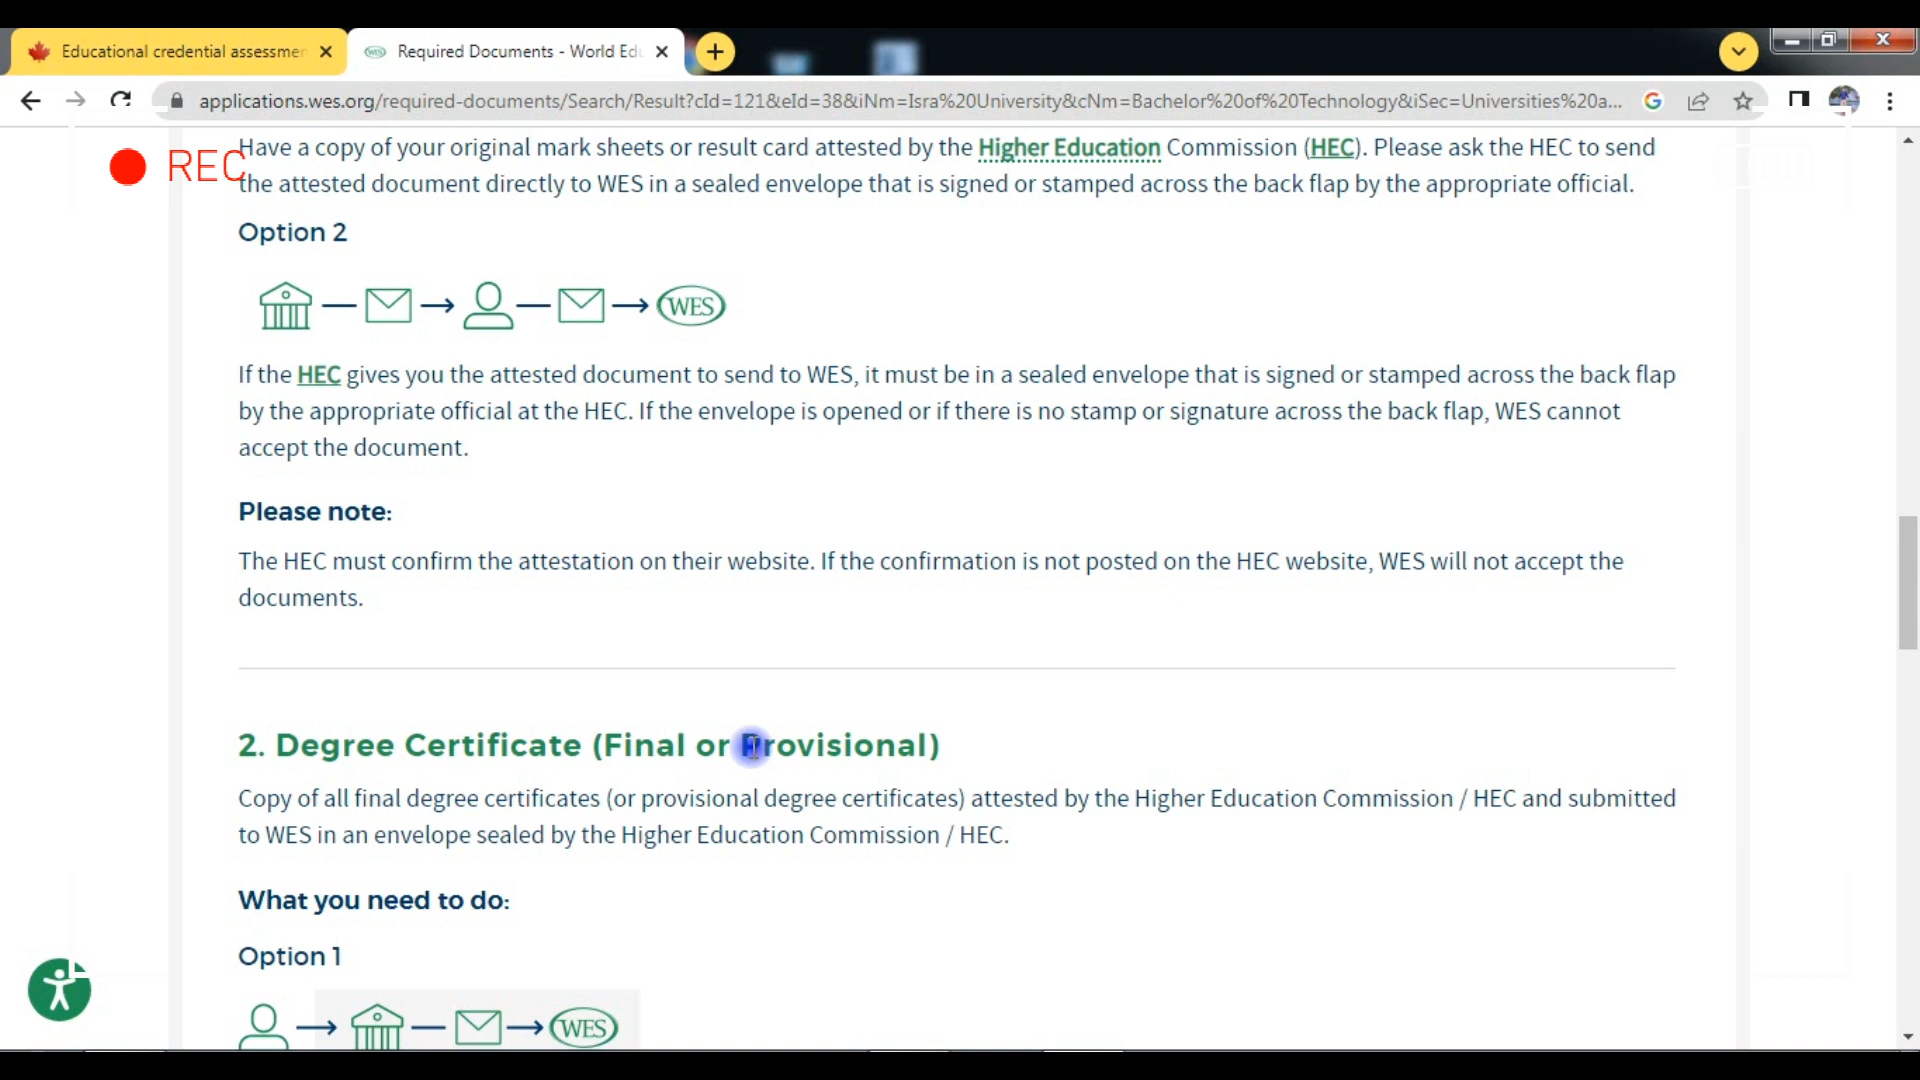 Educational credential assessmer
Required Documents - World Edu
applications.wes.org/required-documents/Search/Result?cId=121&eId=38&iNm=Isra%20University&cNm=Bachelor%20of%20Technology&iSec=Universities%20a...
REC
Have a copy of your original mark sheets or result card attested by the Higher Education Commission (HEC). Please ask the HEC to send
the attested document directly to WES in a sealed envelope that is signed or stamped across the back flap by the appropriate official.
Option 2
WES
If the HEC gives you the attested document to send to WES, it must be in a sealed envelope that is signed or stamped across the back flap
by the appropriate official at the HEC. If the envelope is opened or if there is no stamp or signature across the back flap, WES cannot
accept the document.
Please note:
The HEC must confirm the attestation on their website. If the confirmation is not posted on the HEC website, WES will not accept the
documents.
2. Degree Certificate (Final or Provisional)
Copy of all final degree certificates (or provisional degree certificates) attested by the Higher Education Commission / HEC and submitted
to WES in an envelope sealed by the Higher Education Commission / HEC.
What you need to do:
Option 1
WES